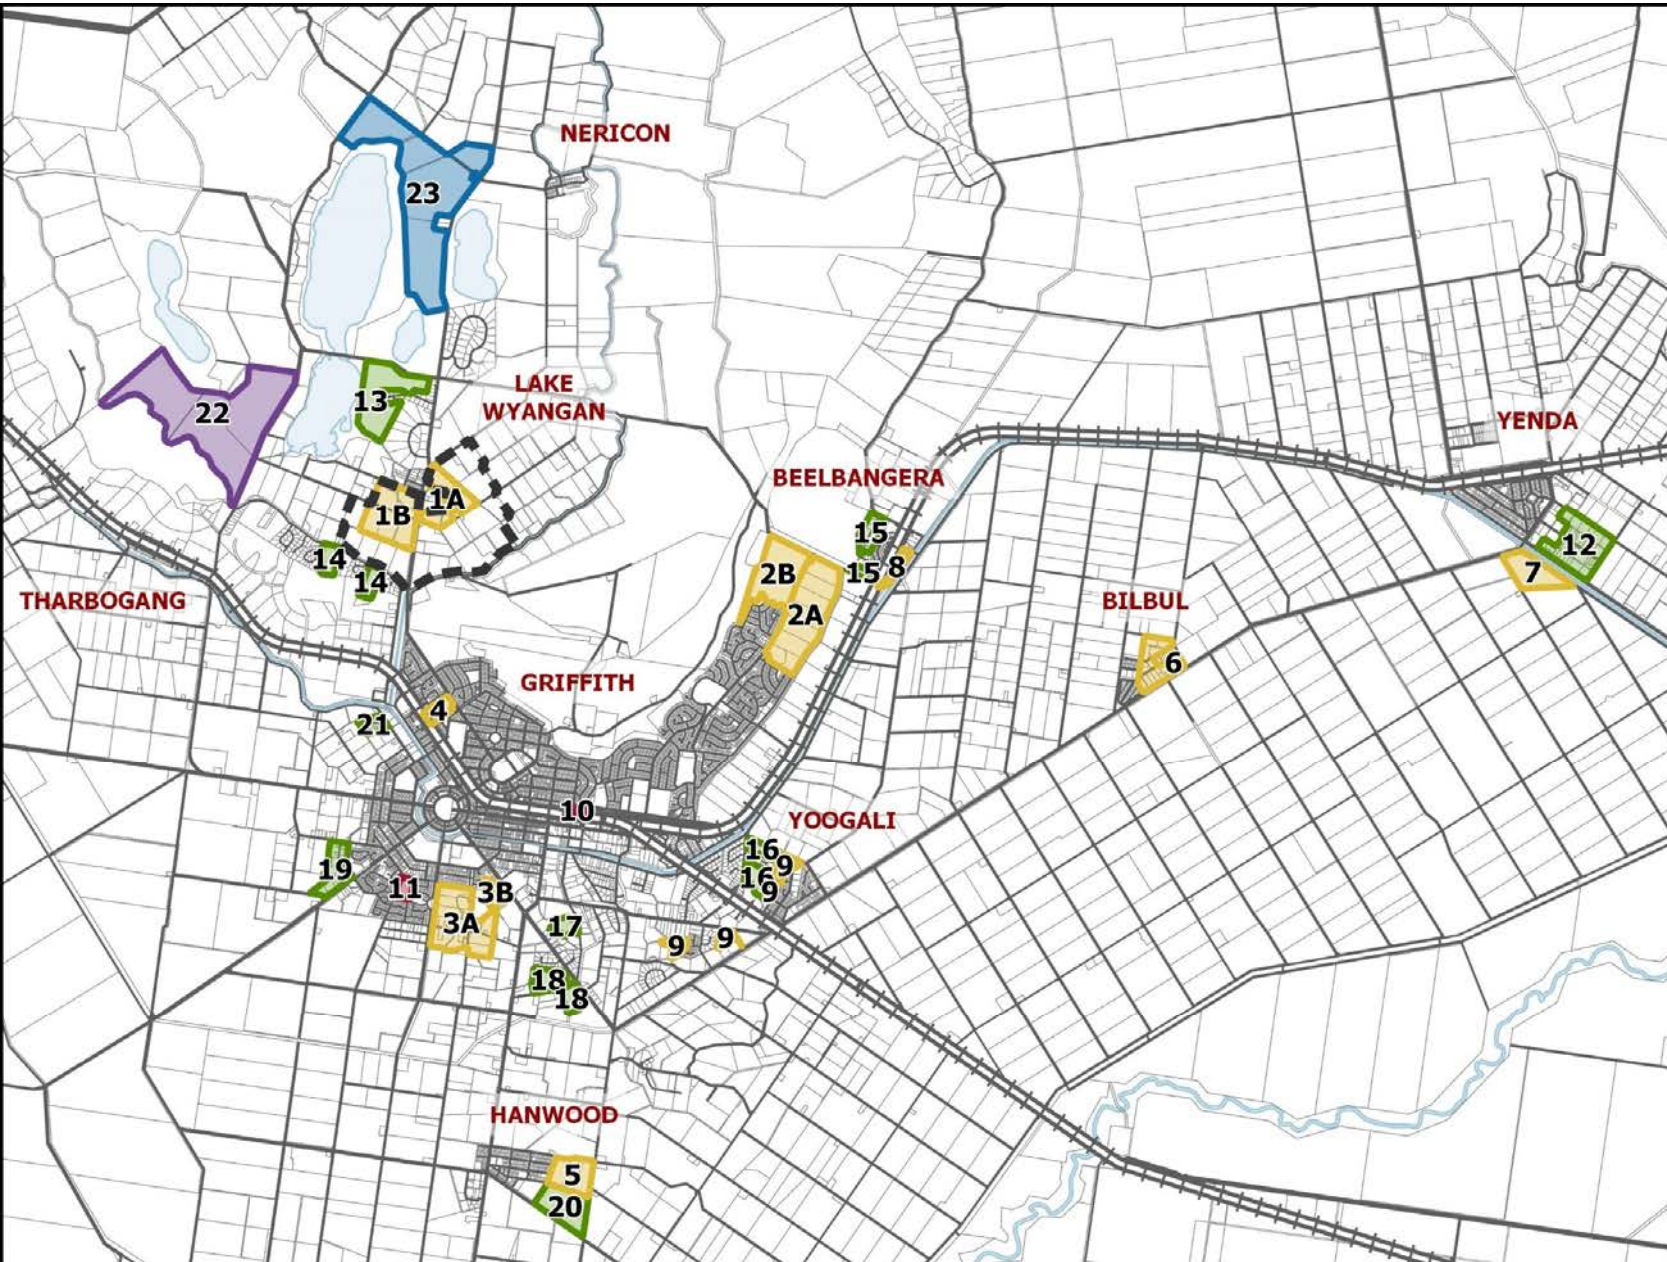 NERICON
23
LAKE
WYANGAN
13
22
YENDA
BEELBANGERA
1A
1B
15
12
14
15
8
2B
7
14
THARBOGANG
BILBUL
2A
6
GRIFFITH
4
21
10
YOOGALI
16
9
19
16
11
3B
9
3A
17
9
9
18
18
HANWOOD
5
20